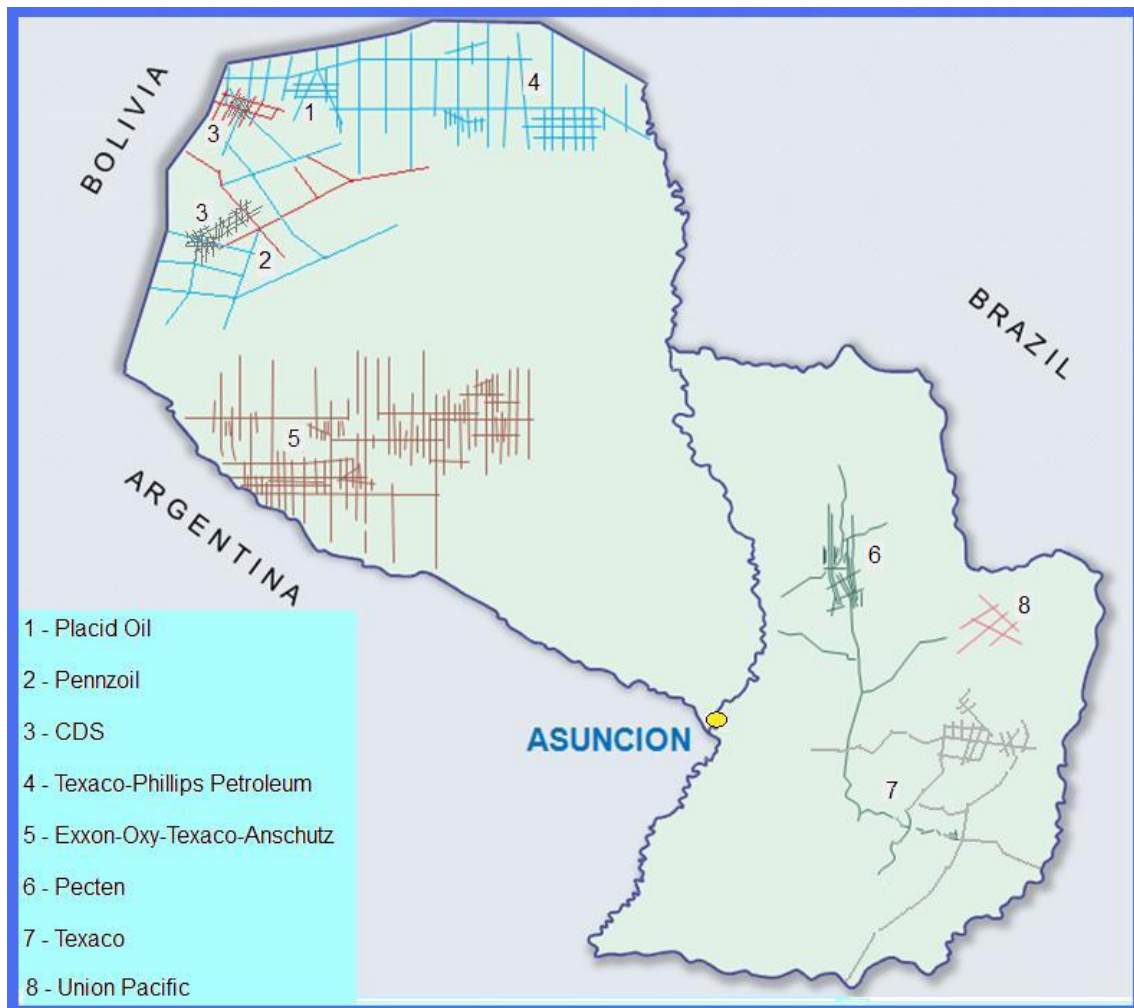 BOLIVIA
1
4
3
3
2
BRAZIL
5
ARGENTINA
6
8
ASUNCION
7
1 - Placid Oil
2 - Pennzoil
3 - CDS
4 - Texaco-Phillips Petroleum
5 - Exxon-Oxy-Texaco-Anschutz
6 - Pecten
7 - Texaco
8 - Union Pacific